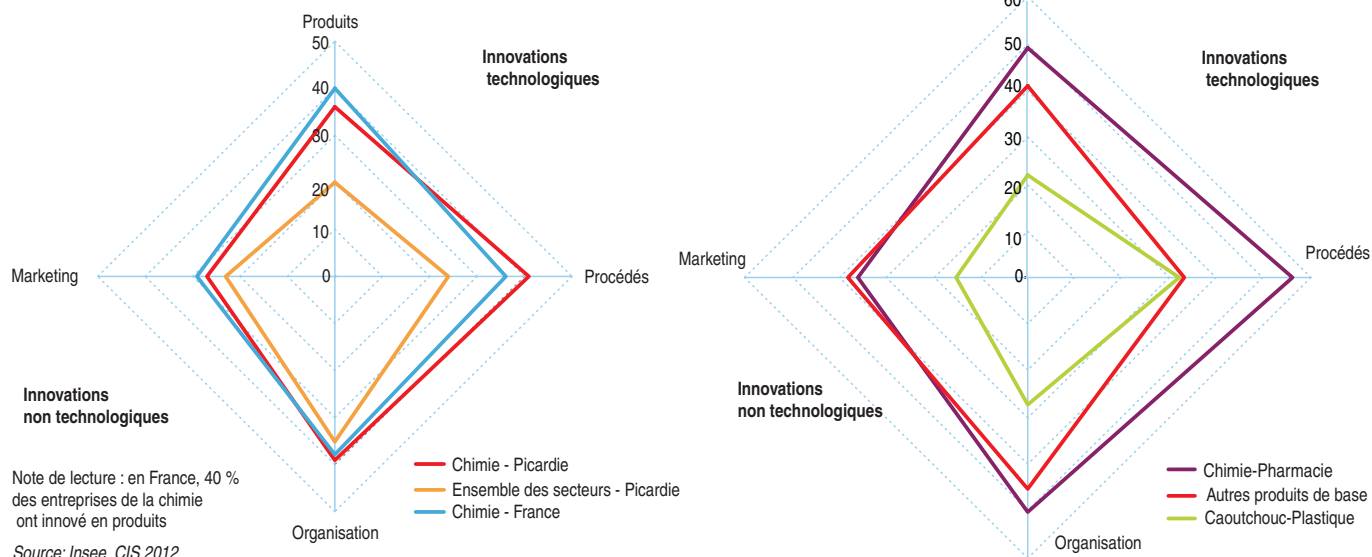 Produits
50
40
30
20
10
0
Innovations
technologiques
Marketing
Procédés
Innovations
non technologiques
Organisation
Note de lecture : en France, 40 %
des entreprises de la chimie
ont innové en produits
Source: Insee, CIS 2012
Chimie - Picardie
Ensemble des secteurs - Picardie
Chimie - France
60
50
40
30
20
10
0
Innovations
technologiques
Marketing
Procédés
Innovations
non technologiques
Organisation
Chimie-Pharmacie
Autres produits de base
Caoutchouc-Plastique